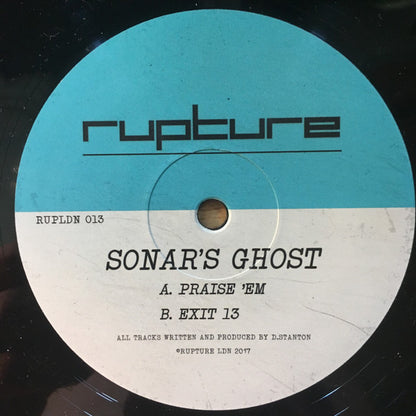 rupture
RUPLDN 013
SONAR'S GHOST
A. PRAISE 'EM
B. EXIT 13
ALL TRACKS WRITTEN AND PRODUCED BY D.STANTON
©RUPTURE LDN 2017